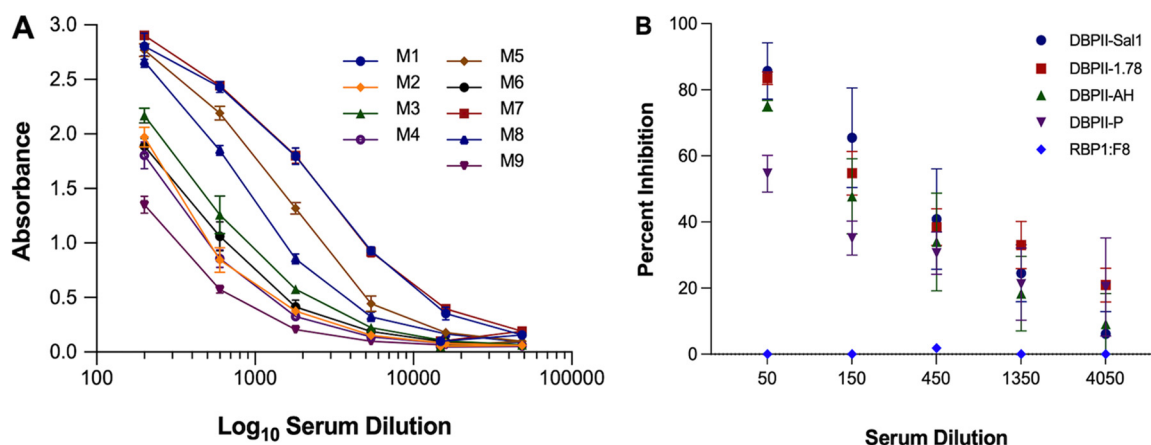 A
Absorbance
3.0
2.5
2.0
1.5
1.0
0.5
0.0
100
1000
10000
100000
Log10 Serum Dilution
M1
M2
M3
M4
M5
M6
M7
M8
M9
B
Percent Inhibition
100
80
60
40
20
0
50
150
450
1350
4050
Serum Dilution
DBPII-Sal1
DBPII-1.78
DBPII-AH
DBPII-P
RBP1:F8